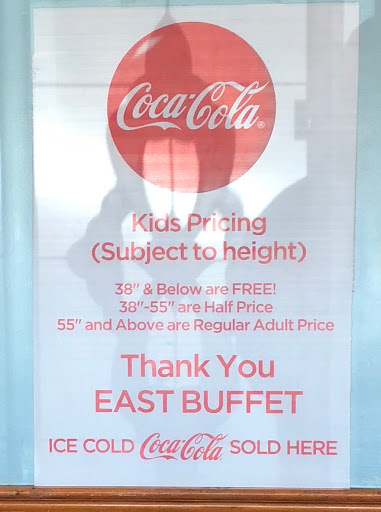 Coca-Cola
Kids Pricing
(Subject to height)
38" & Below are FREE!
38"-55" are Half Price
55" and Above are Regular Adult Price
Thank You
EAST BUFFET
ICE COLD Coca-Cola SOLD HERE